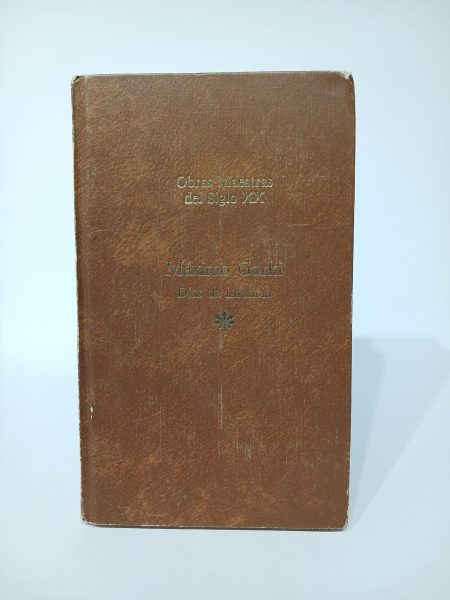 Obras Maestras
del Siglo XX
Máximo Gorki
Días de infancia